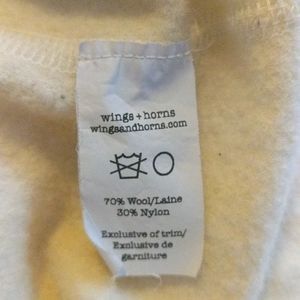 wings + horns
wingsandhorns.com
70% Wool/Laine
30% Nylon
Exclusive of trim/
Exclusive de
garniture